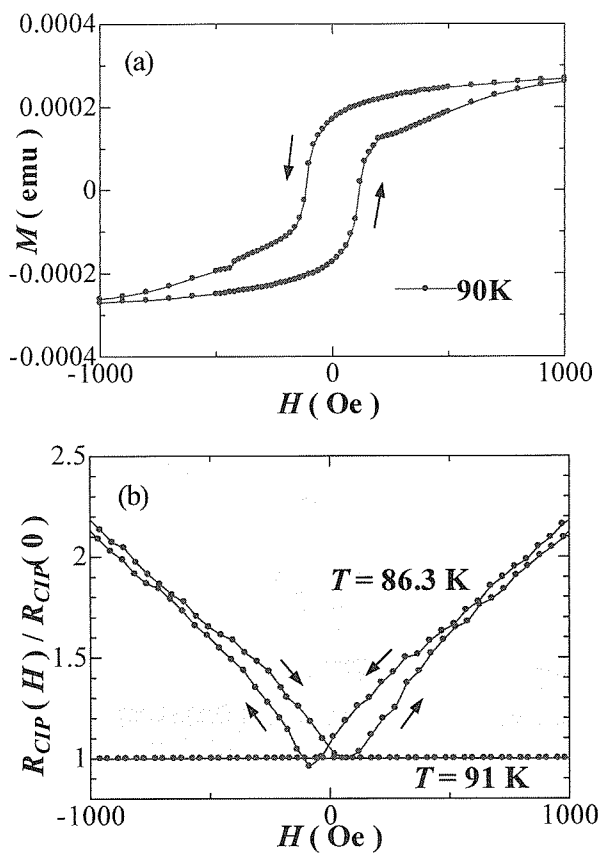 0.0004
(a)
0.0002
0
-0.0002
-0.0004
M ( emu )
90K
-1000
0
1000
H ( Oe )
2.5
(b)
2
1.5
1
R_CIP ( H ) / R_CIP ( 0 )
T = 86.3 K
T = 91 K
-1000
0
1000
H ( Oe )